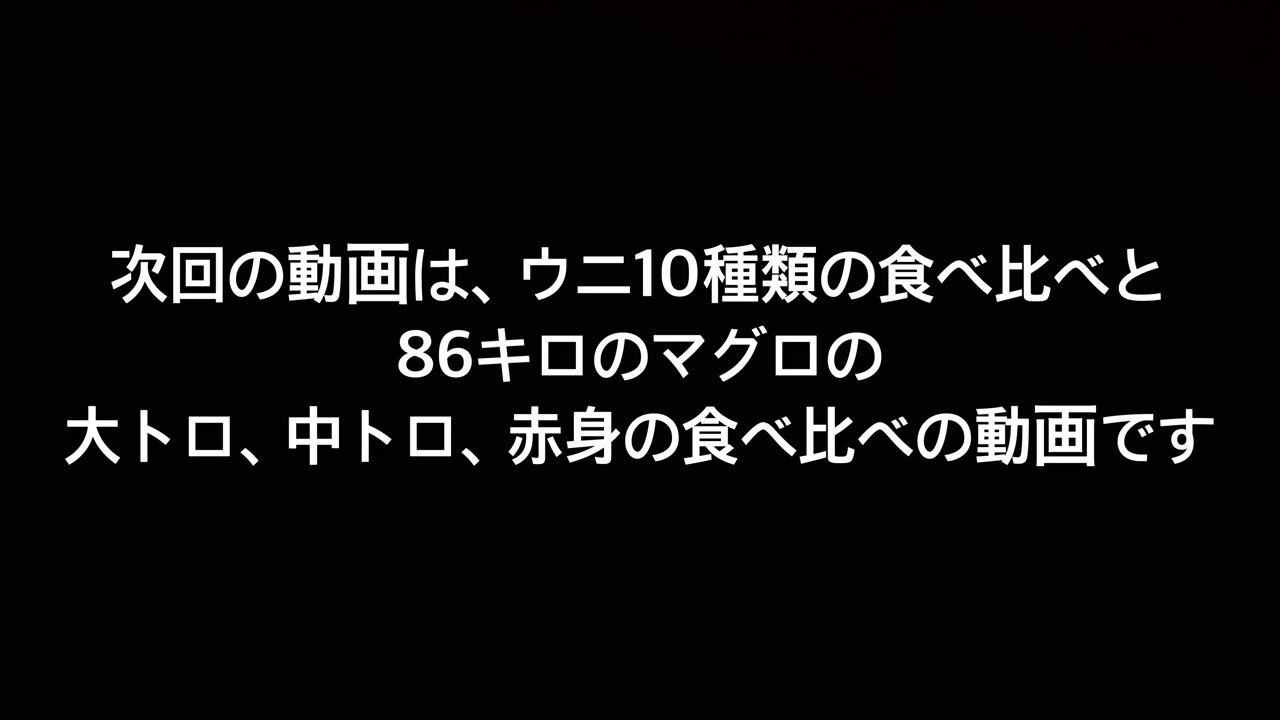 次回の動画は、ウニ10種類の食べ比べと
86キロのマグロの
大トロ、中トロ、赤身の食べ比べの動画です